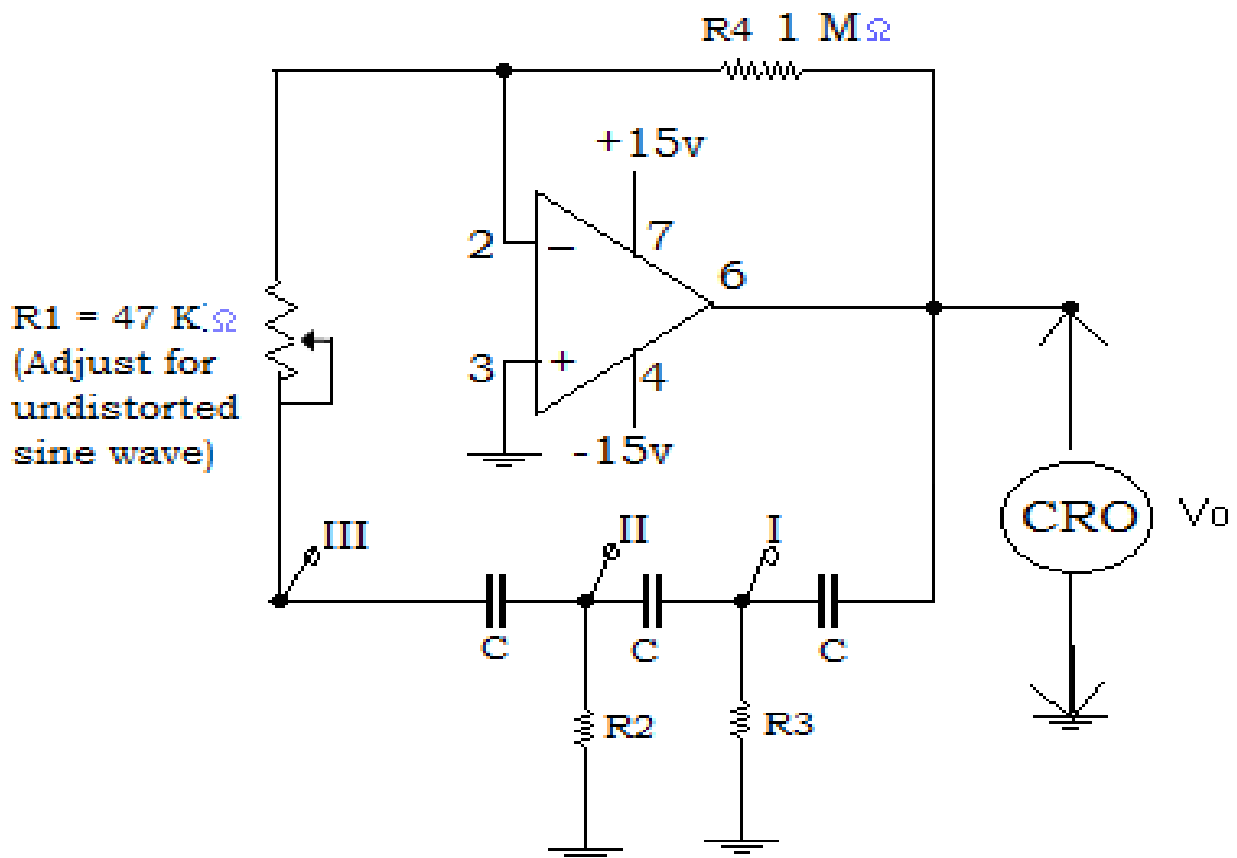 R4 1 MΩ
+15v
2
7
6
R1 = 47 K Ω
(Adjust for
undistorted
sine wave)
3
4
-15v
III
II
I
CRO
Vo
C
C
C
R2
R3